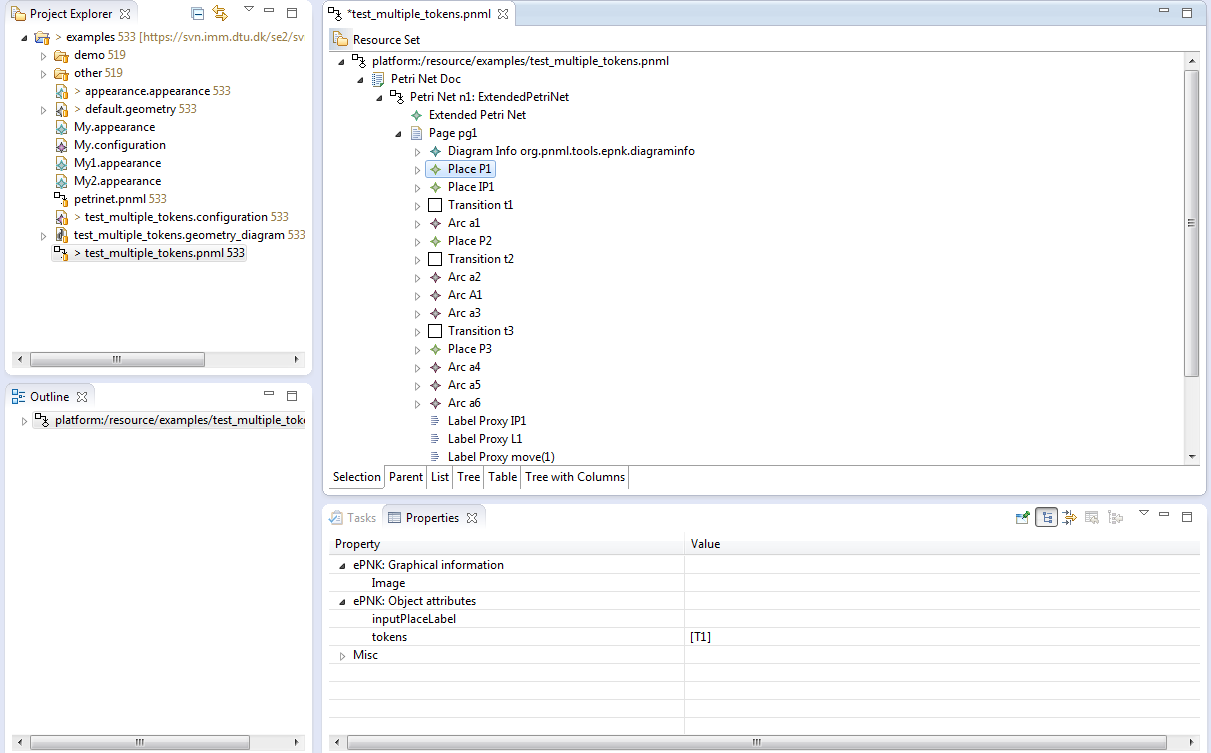 Project Explorer
> examples 533 [https://svn.imm.dtu.dk/se2/sv
demo 519
other 519
> appearance.appearance 533
> default.geometry 533
My.appearance
My.configuration
My1.appearance
My2.appearance
petrinet.pnml 533
> test_multiple_tokens.configuration 533
test_multiple_tokens.geometry_diagram 533
> test_multiple_tokens.pnml 533
Outline
platform:/resource/examples/test_multiple_toke
*test_multiple_tokens.pnml
Resource Set
platform:/resource/examples/test_multiple_tokens.pnml
Petri Net Doc
Petri Net n1: ExtendedPetriNet
Extended Petri Net
Page pg1
Diagram Info org.pnml.tools.epnk.diagraminfo
Place P1
Place IP1
Transition t1
Arc a1
Place P2
Transition t2
Arc a2
Arc A1
Arc a3
Transition t3
Place P3
Arc a4
Arc a5
Arc a6
Label Proxy IP1
Label Proxy L1
Label Proxy move(1)
Selection Parent List Tree Table Tree with Columns
Tasks Properties
Property Value
ePNK: Graphical information
Image
ePNK: Object attributes
inputPlaceLabel
tokens [T1]
Misc